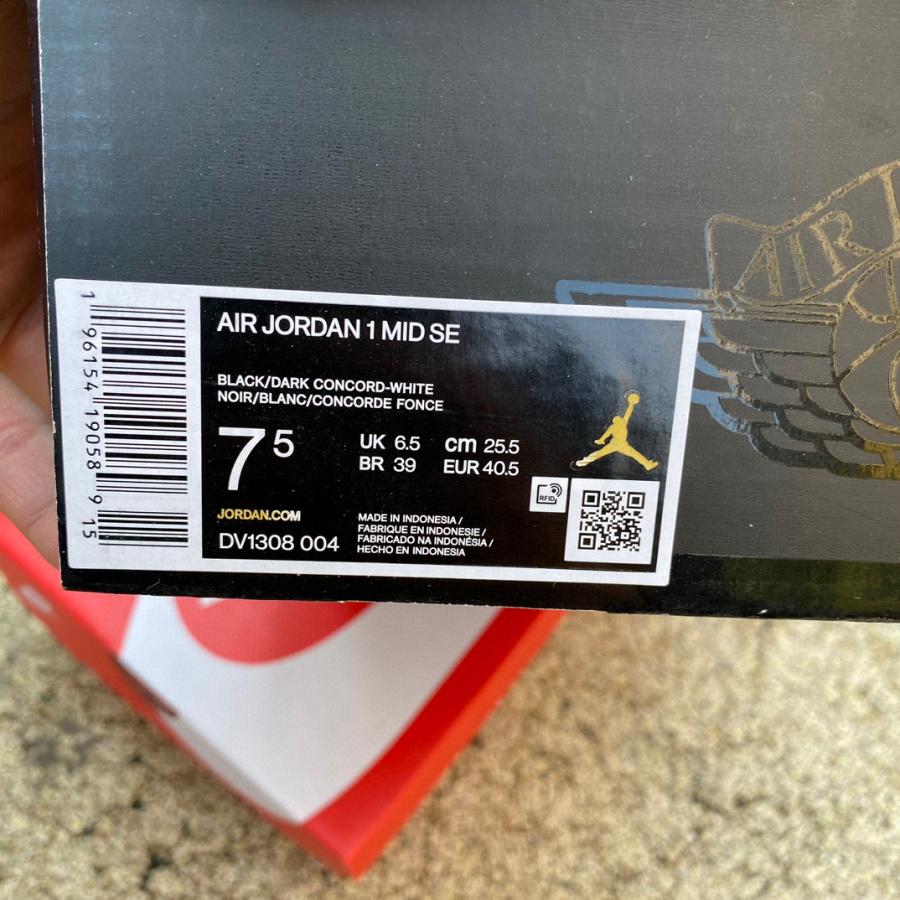 AIR
1 96154 19058 9 15
AIR JORDAN 1 MID SE
BLACK/DARK CONCORD-WHITE
NOIR/BLANC/CONCORDE FONCE
7 5
UK 6.5 cm 25.5
BR 39 EUR 40.5
RFID
JORDAN.COM
DV1308 004
MADE IN INDONESIA /
FABRIQUE EN INDONESIE /
FABRICADO NA INDONÉSIA /
HECHO EN INDONESIA